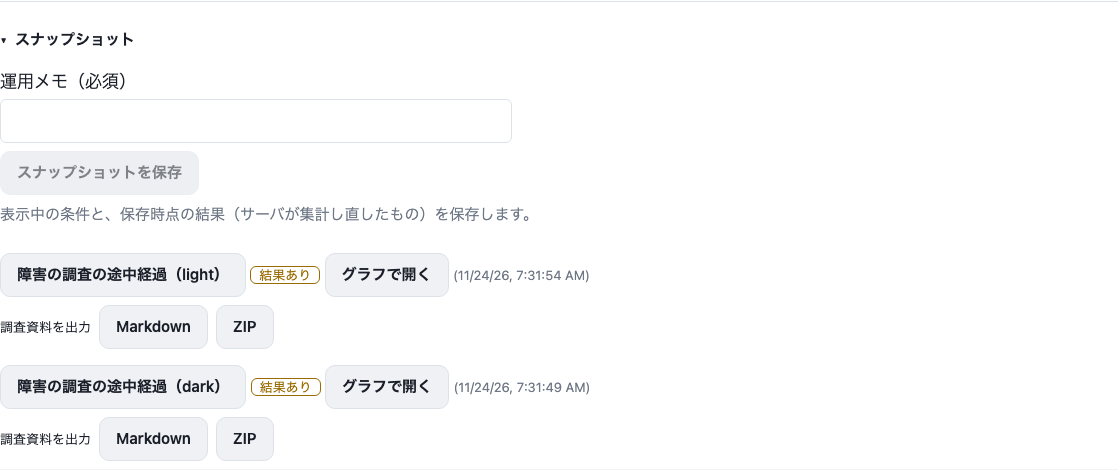 ▾ スナップショット
運用メモ（必須）
スナップショットを保存
表示中の条件と、保存時点の結果（サーバが集計し直したもの）を保存します。
障害の調査の途中経過（light） 結果あり グラフで開く (11/24/26, 7:31:54 AM)
調査資料を出力 Markdown ZIP
障害の調査の途中経過（dark） 結果あり グラフで開く (11/24/26, 7:31:49 AM)
調査資料を出力 Markdown ZIP